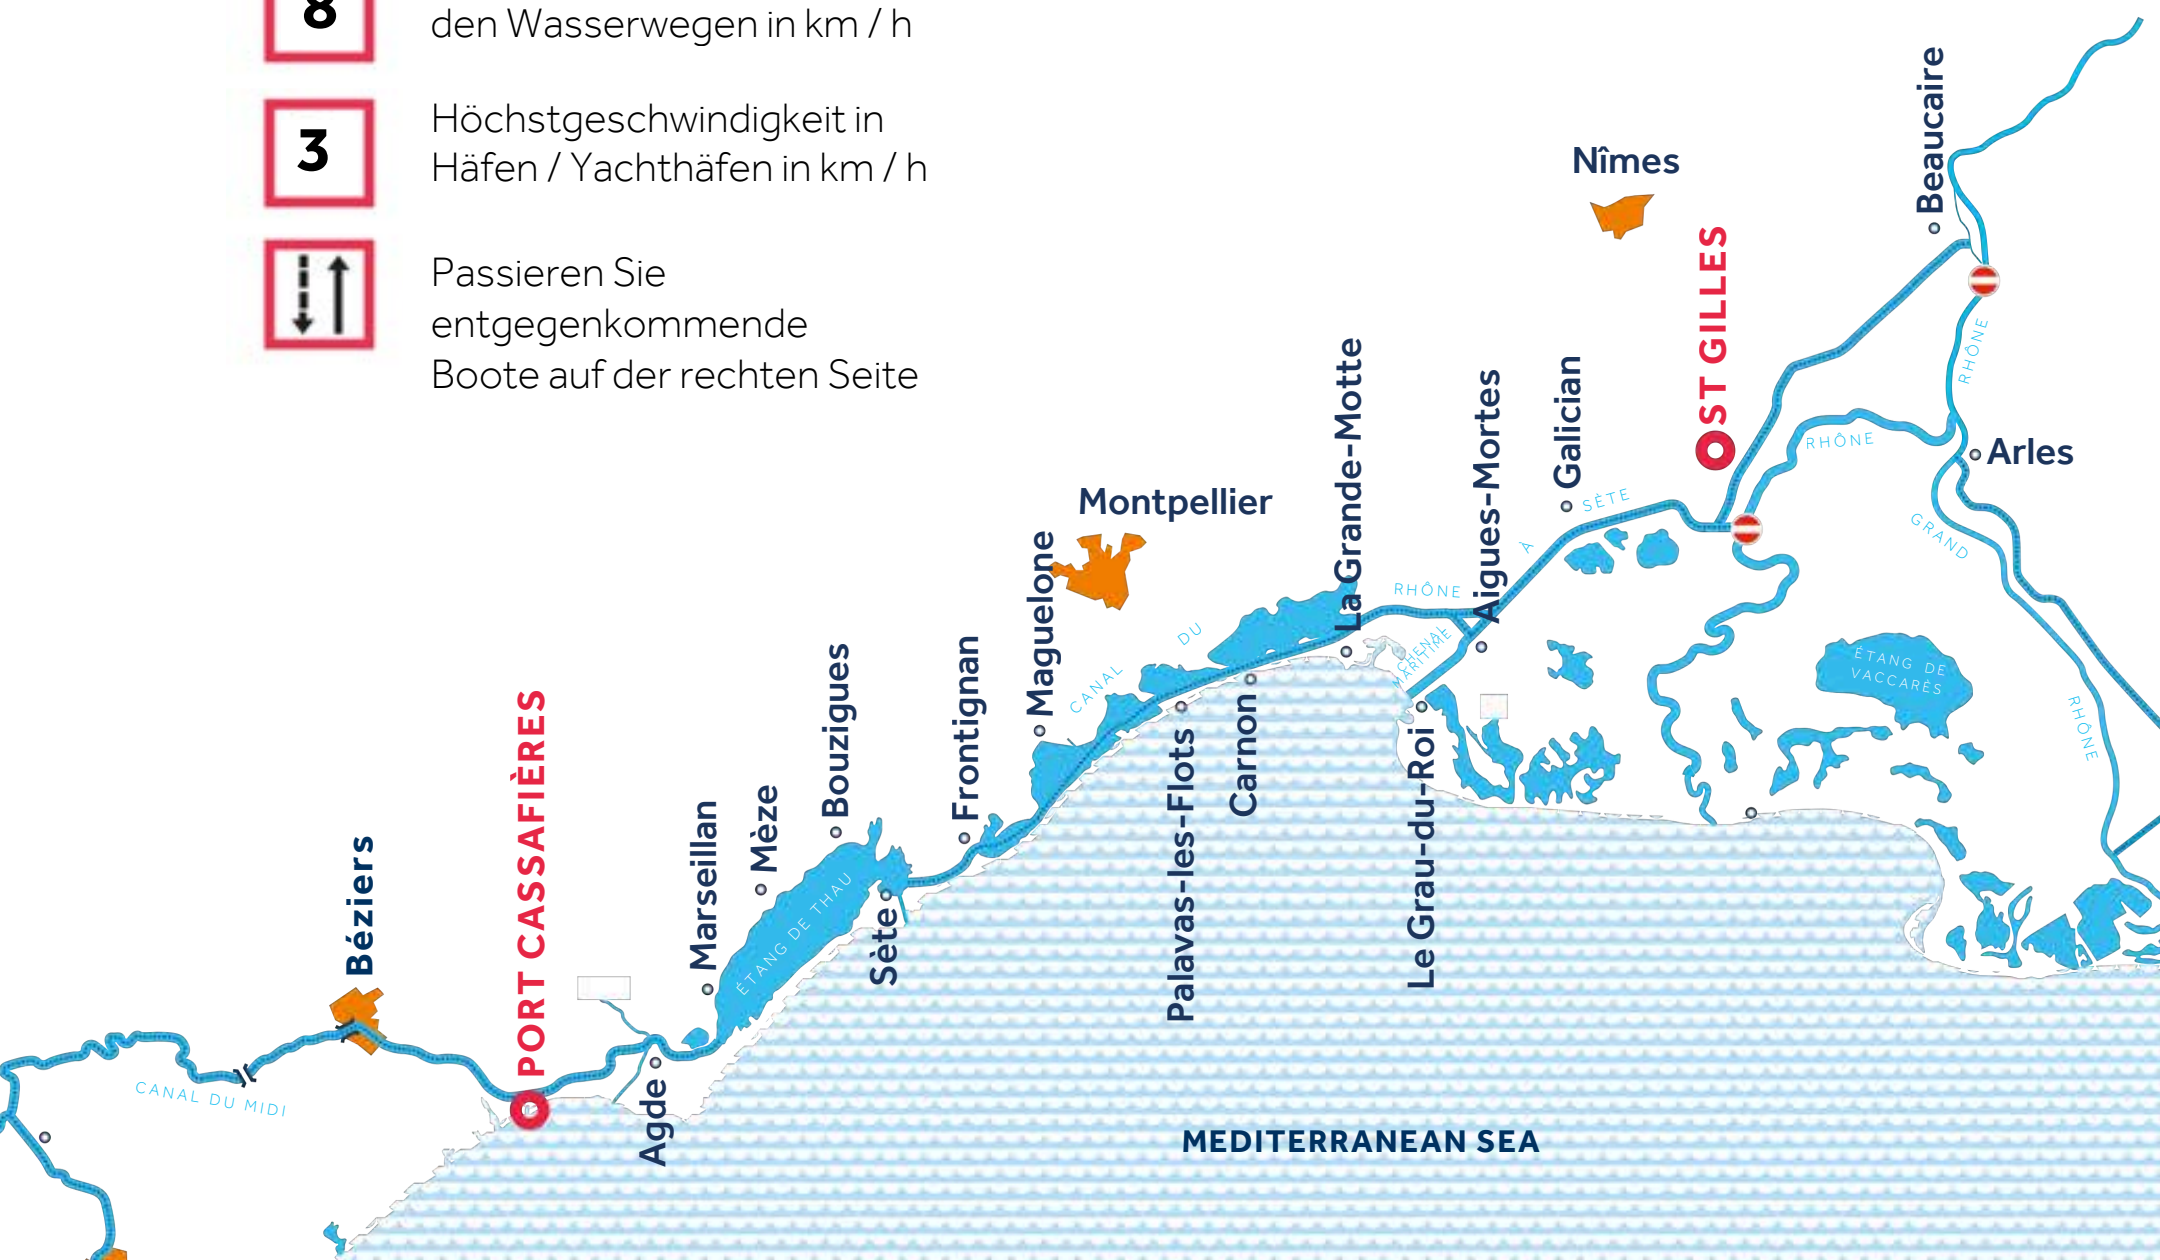 8
den Wasserwegen in km / h
3
Höchstgeschwindigkeit in
Häfen / Yachthäfen in km / h
Passieren Sie
entgegenkommende
Boote auf der rechten Seite
Beaucaire
Nîmes
ST GILLES
RHÔNE
La Grande-Motte
Aigues-Mortes
Galician
RHÔNE
Arles
Montpellier
SÈTE
À
GRAND
Maguelone
RHÔNE
DU
CHENAL
MARITIME
CANAL
ÉTANG DE
VACCARÈS
RHÔNE
Frontignan
Bouzigues
PORT CASSAFIÈRES
Carnon
Palavas-les-Flots
Le Grau-du-Roi
Mèze
Marseillan
Béziers
ÉTANG DE THAU
Sète
CANAL DU MIDI
Agde
MEDITERRANEAN SEA